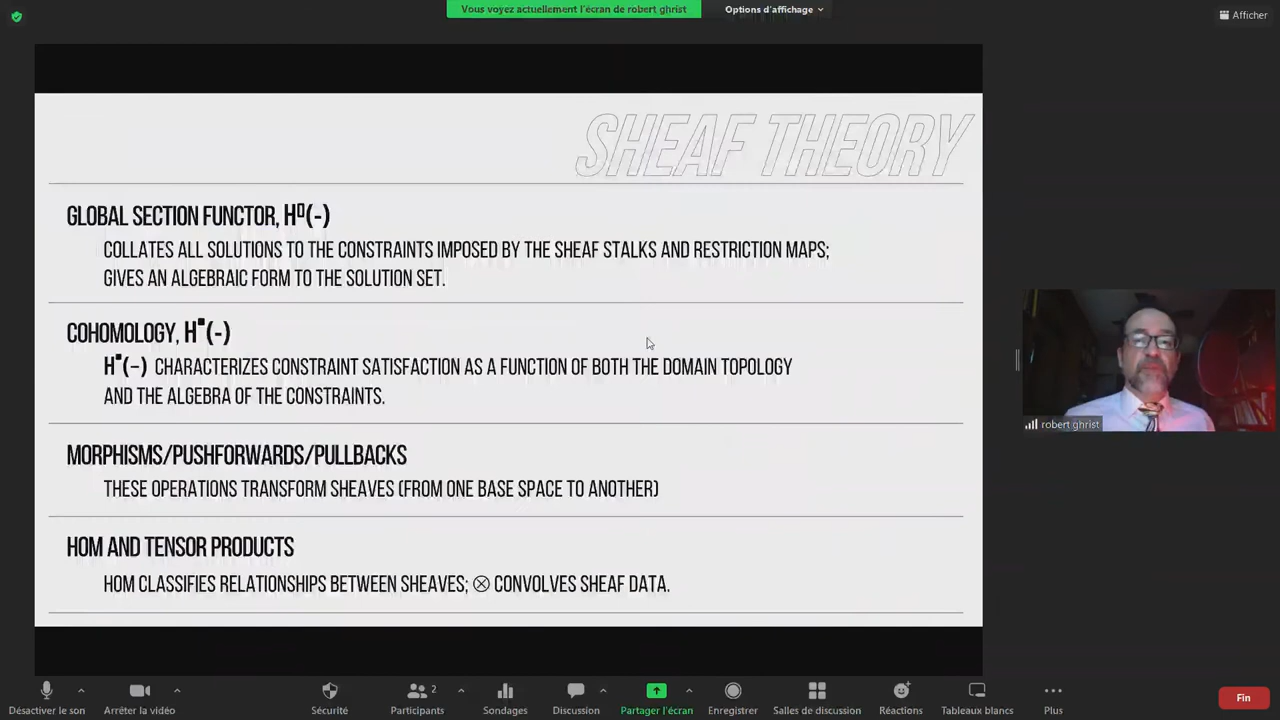 Vous voyez actuellement l'écran de robert ghrist
Options d'affichage
Afficher
SHEAF THEORY
GLOBAL SECTION FUNCTOR, H⁰(-)
COLLATES ALL SOLUTIONS TO THE CONSTRAINTS IMPOSED BY THE SHEAF STALKS AND RESTRICTION MAPS;
GIVES AN ALGEBRAIC FORM TO THE SOLUTION SET.
COHOMOLOGY, H▪(-)
H▪(-) CHARACTERIZES CONSTRAINT SATISFACTION AS A FUNCTION OF BOTH THE DOMAIN TOPOLOGY
AND THE ALGEBRA OF THE CONSTRAINTS.
MORPHISMS/PUSHFORWARDS/PULLBACKS
THESE OPERATIONS TRANSFORM SHEAVES (FROM ONE BASE SPACE TO ANOTHER)
HOM AND TENSOR PRODUCTS
HOM CLASSIFIES RELATIONSHIPS BETWEEN SHEAVES; ⊗ CONVOLVES SHEAF DATA.
robert ghrist
Désactiver le son
Arrêter la vidéo
Sécurité
2
Participants
Sondages
Discussion
Partager l'écran
Enregistrer
Salles de discussion
Réactions
Tableaux blancs
Plus
Fin